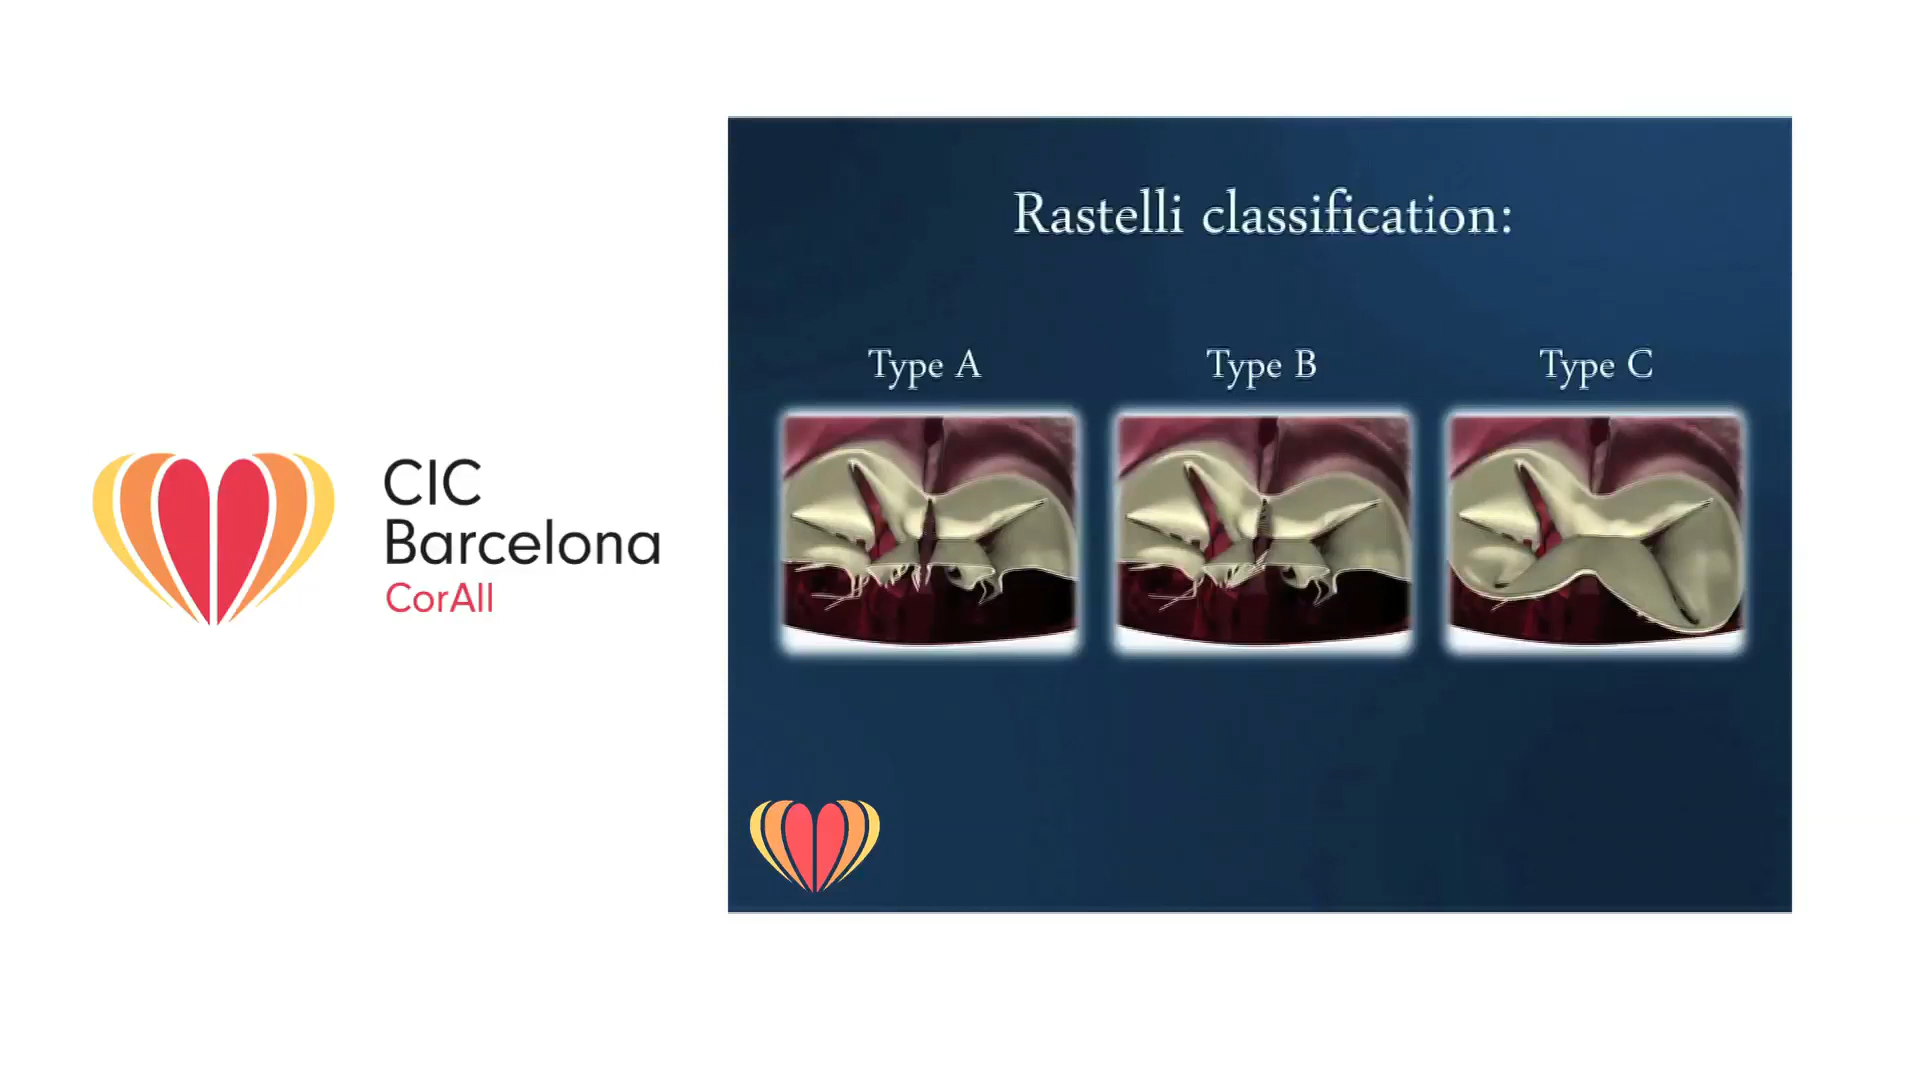 CIC
Barcelona
CorAll
Rastelli classification:
Type A
Type B
Type C